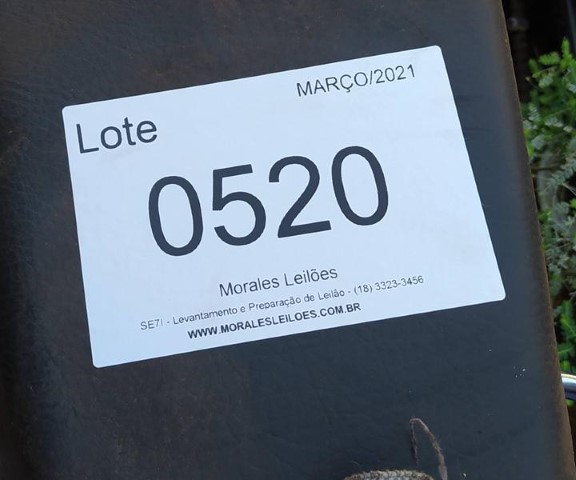 MARÇO/2021
Lote
0520
Morales Leilões
SE7I - Levantamento e Preparação de Leilão - (18) 3323-3456
WWW.MORALESLEILOES.COM.BR